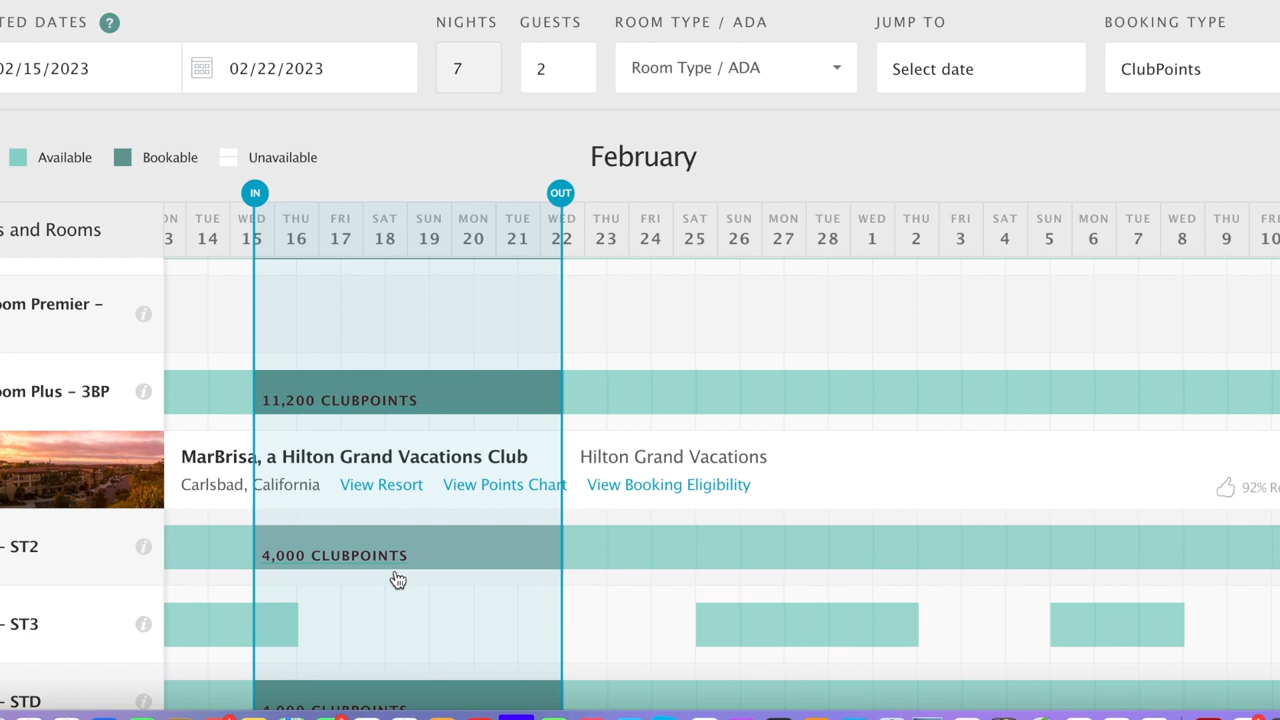 TED DATES ?
NIGHTS GUESTS ROOM TYPE / ADA JUMP TO BOOKING TYPE
02/15/2023 02/22/2023 7 2 Room Type / ADA Select date ClubPoints
Available Bookable Unavailable
February
IN OUT
ON TUE WED THU FRI SAT SUN MON TUE WED THU FRI SAT SUN MON TUE WED THU FRI SAT SUN MON TUE WED THU FRI
3 14 15 16 17 18 19 20 21 22 23 24 25 26 27 28 1 2 3 4 5 6 7 8 9 10
s and Rooms
oom Premier –
oom Plus – 3BP
11,200 CLUBPOINTS
MarBrisa, a Hilton Grand Vacations Club Hilton Grand Vacations
Carlsbad, California View Resort View Points Chart View Booking Eligibility
92% Re
– ST2
4,000 CLUBPOINTS
– ST3
– STD
4,000 CLUBPOINTS